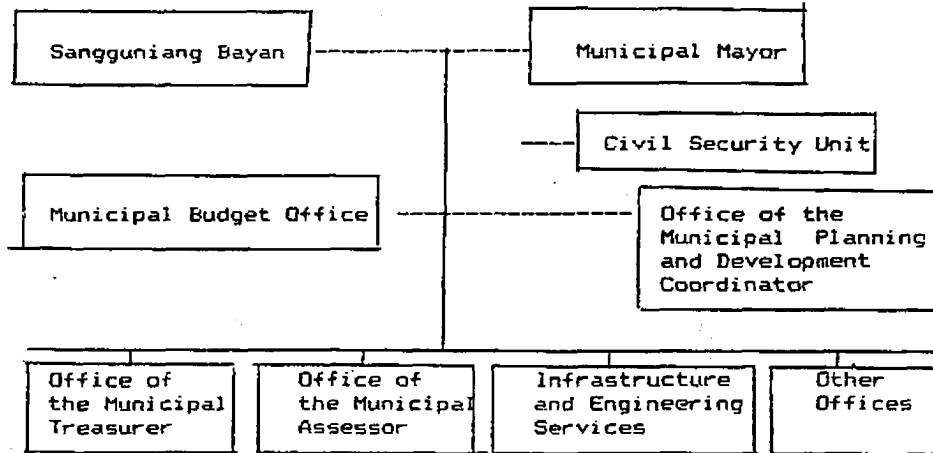 Sangguniang Bayan
Municipal Mayor
Civil Security Unit
Municipal Budget Office
Office of the
Municipal Planning
and Development
Coordinator
Office of
the Municipal
Treasurer
Office of
the Municipal
Assessor
Infrastructure
and Engineering
Services
Other
Offices